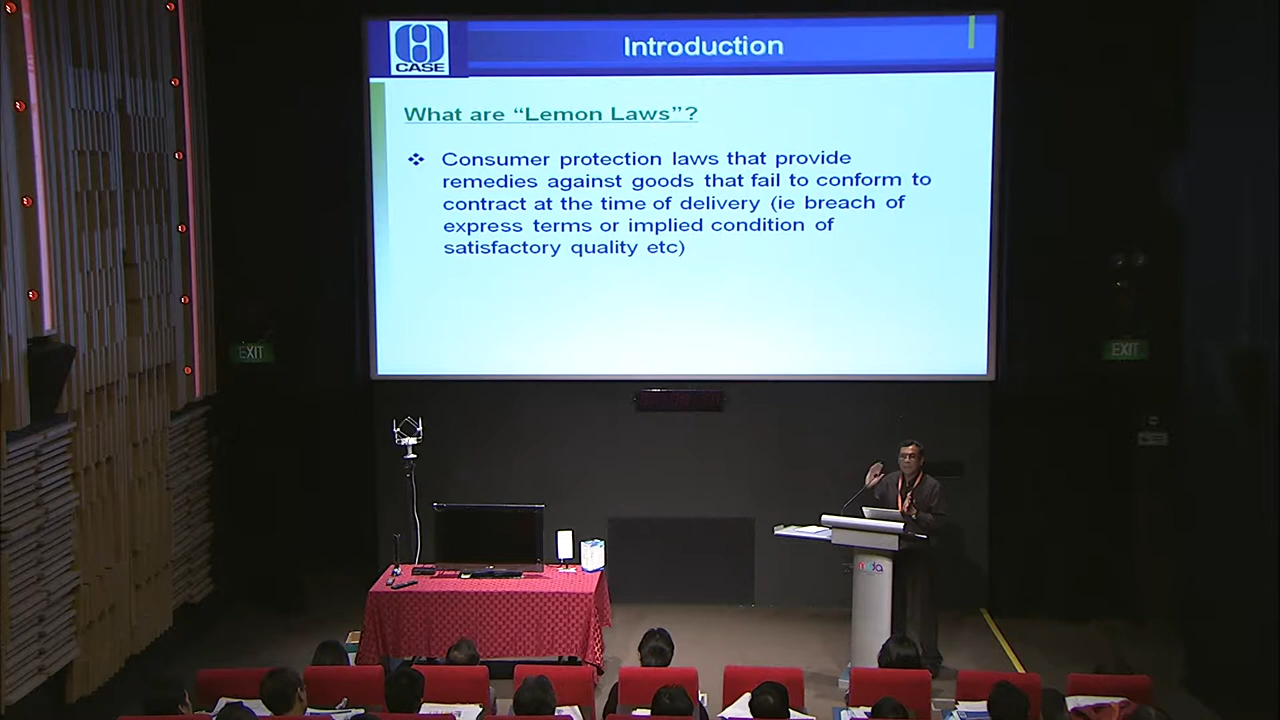 CASE
Introduction
What are “Lemon Laws”?
Consumer protection laws that provide
remedies against goods that fail to conform to
contract at the time of delivery (ie breach of
express terms or implied condition of
satisfactory quality etc)
EXIT
EXIT